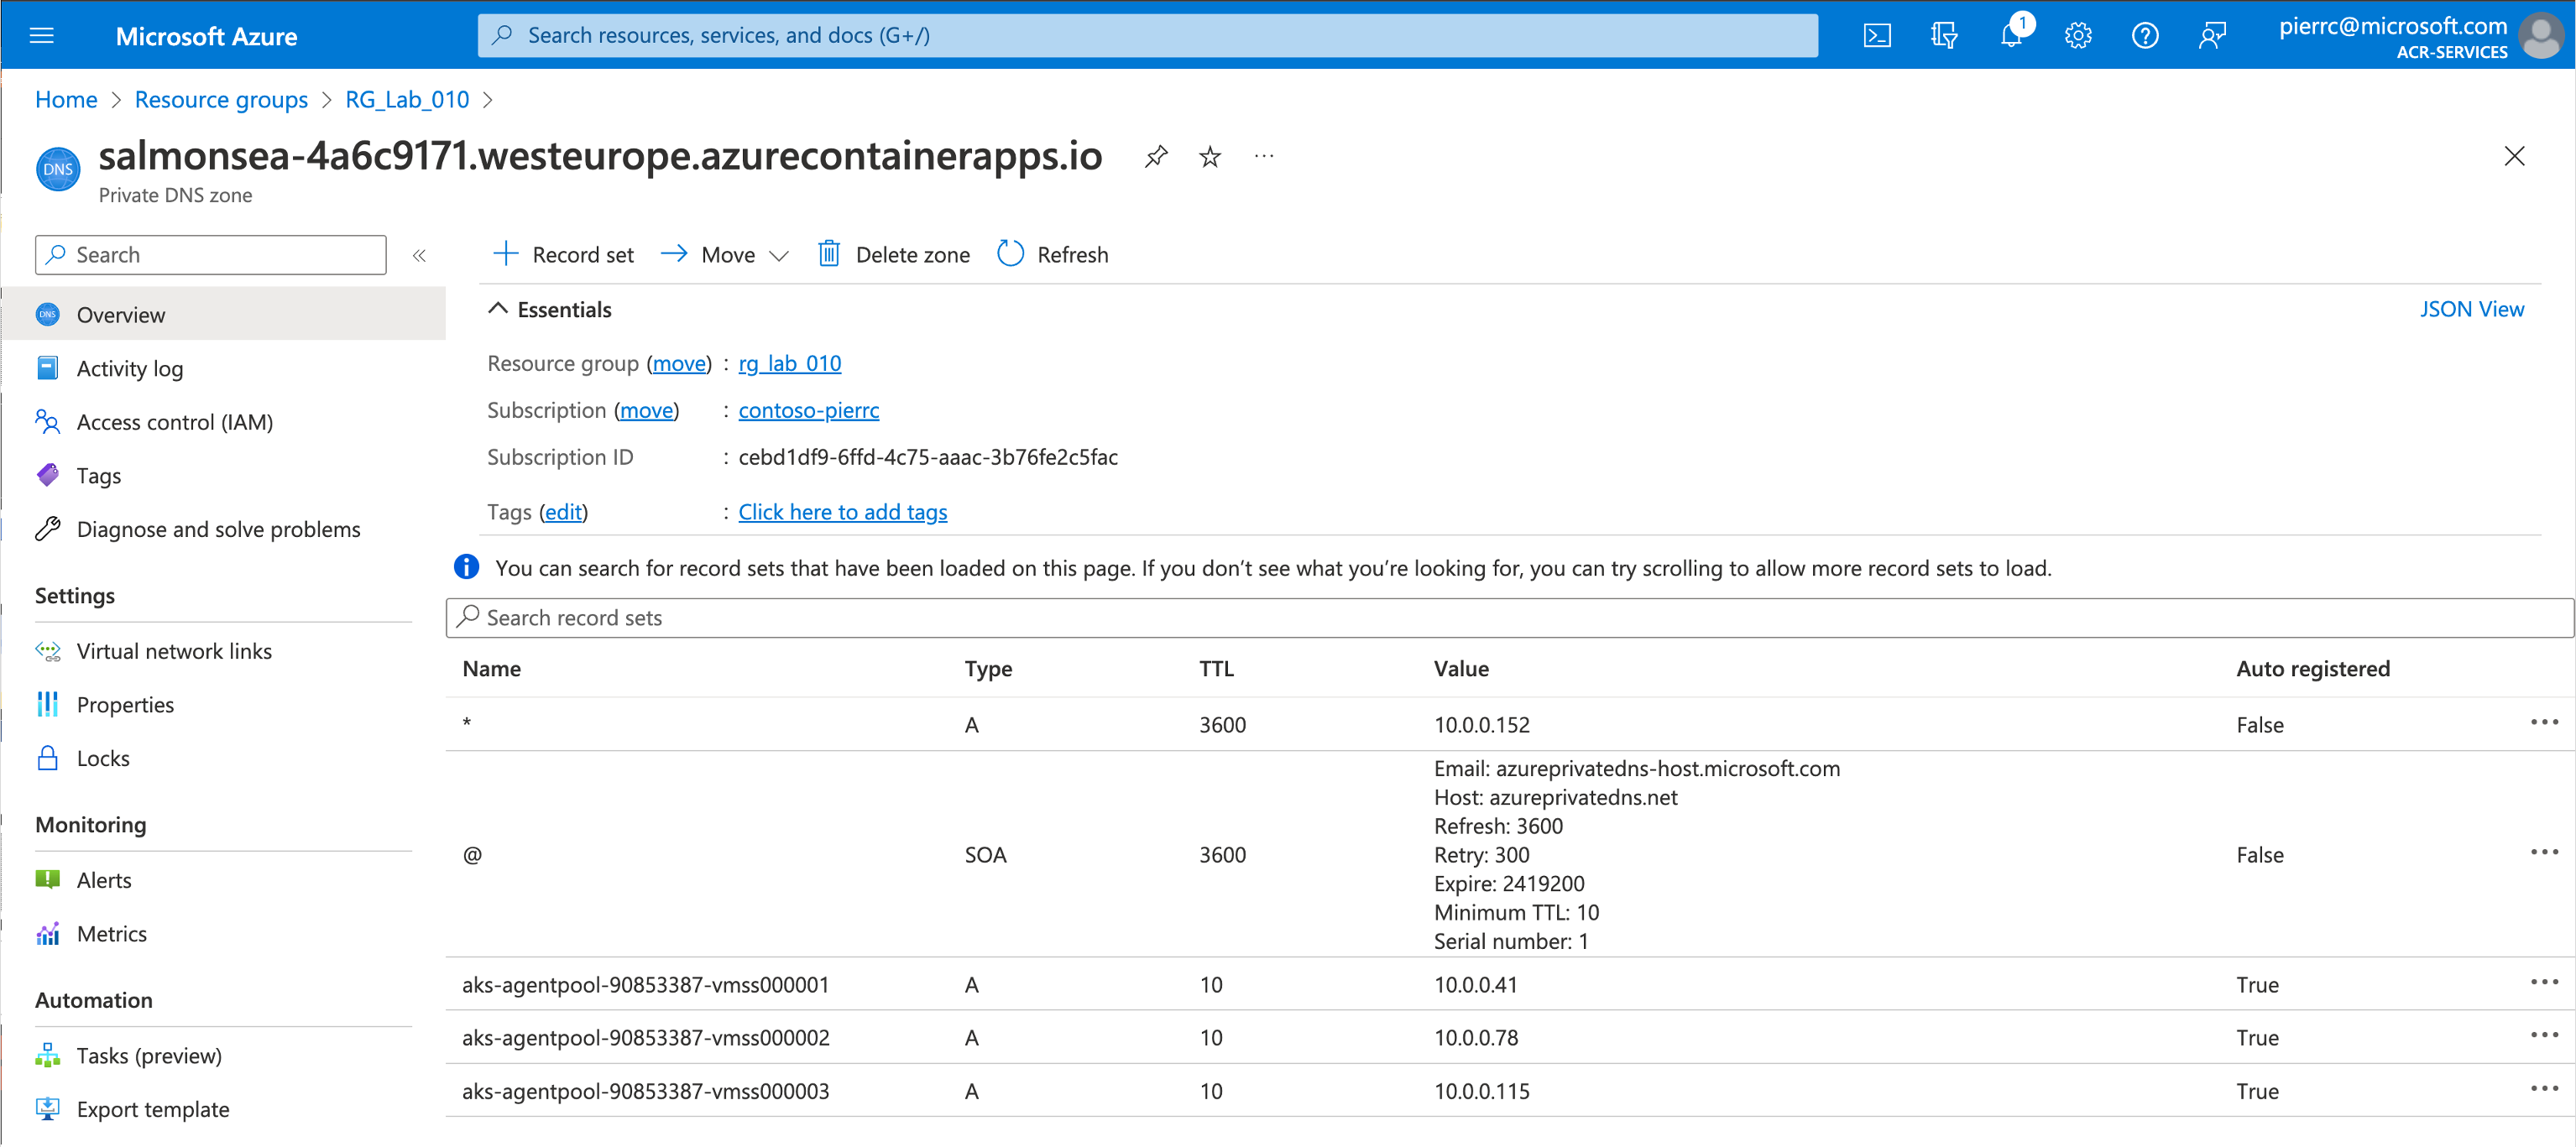 Microsoft Azure
Search resources, services, and docs (G+/)
1
pierrc@microsoft.com
ACR-SERVICES
Home > Resource groups > RG_Lab_010 >
DNS
salmonsea-4a6c9171.westeurope.azurecontainerapps.io
Private DNS zone
Search
«
Record set
Move
Delete zone
Refresh
DNS
Overview
Activity log
Access control (IAM)
Tags
Diagnose and solve problems
Settings
Virtual network links
Properties
Locks
Monitoring
Alerts
Metrics
Automation
Tasks (preview)
Export template
Essentials
JSON View
Resource group (move) : rg_lab_010
Subscription (move) : contoso-pierrc
Subscription ID : cebd1df9-6ffd-4c75-aaac-3b76fe2c5fac
Tags (edit) : Click here to add tags
You can search for record sets that have been loaded on this page. If you don’t see what you’re looking for, you can try scrolling to allow more record sets to load.
Search record sets
Name Type TTL Value Auto registered
* A 3600 10.0.0.152 False
@ SOA 3600
Email: azureprivatedns-host.microsoft.com
Host: azureprivatedns.net
Refresh: 3600
Retry: 300
Expire: 2419200
Minimum TTL: 10
Serial number: 1
False
aks-agentpool-90853387-vmss000001 A 10 10.0.0.41 True
aks-agentpool-90853387-vmss000002 A 10 10.0.0.78 True
aks-agentpool-90853387-vmss000003 A 10 10.0.0.115 True